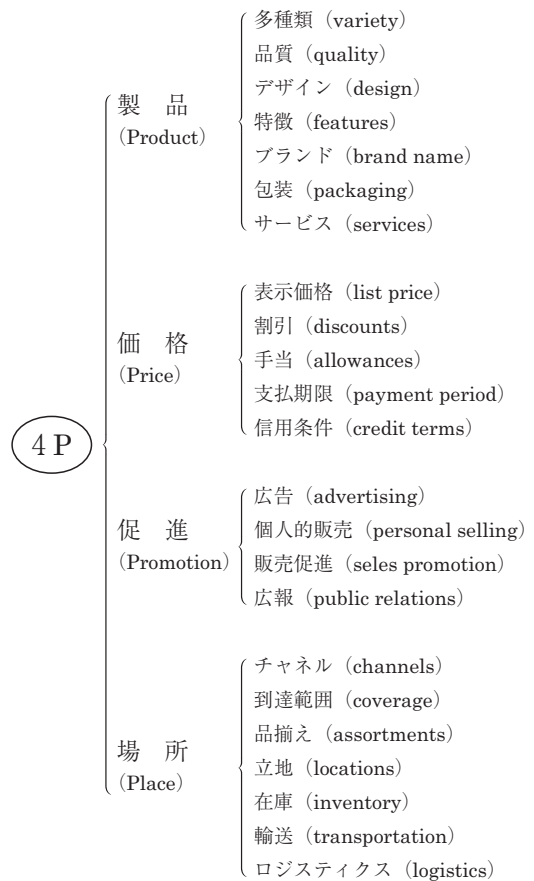 4 P
製 品
(Product)
多種類 (variety)
品質 (quality)
デザイン (design)
特徴 (features)
ブランド (brand name)
包装 (packaging)
サービス (services)
価 格
(Price)
表示価格 (list price)
割引 (discounts)
手当 (allowances)
支払期限 (payment period)
信用条件 (credit terms)
促 進
(Promotion)
広告 (advertising)
個人的販売 (personal selling)
販売促進 (seles promotion)
広報 (public relations)
場 所
(Place)
チャネル (channels)
到達範囲 (coverage)
品揃え (assortments)
立地 (locations)
在庫 (inventory)
輸送 (transportation)
ロジスティクス (logistics)